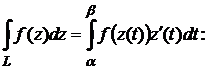 ∫_L f(z)dz = ∫_α^β f(z(t))z′(t)dt: